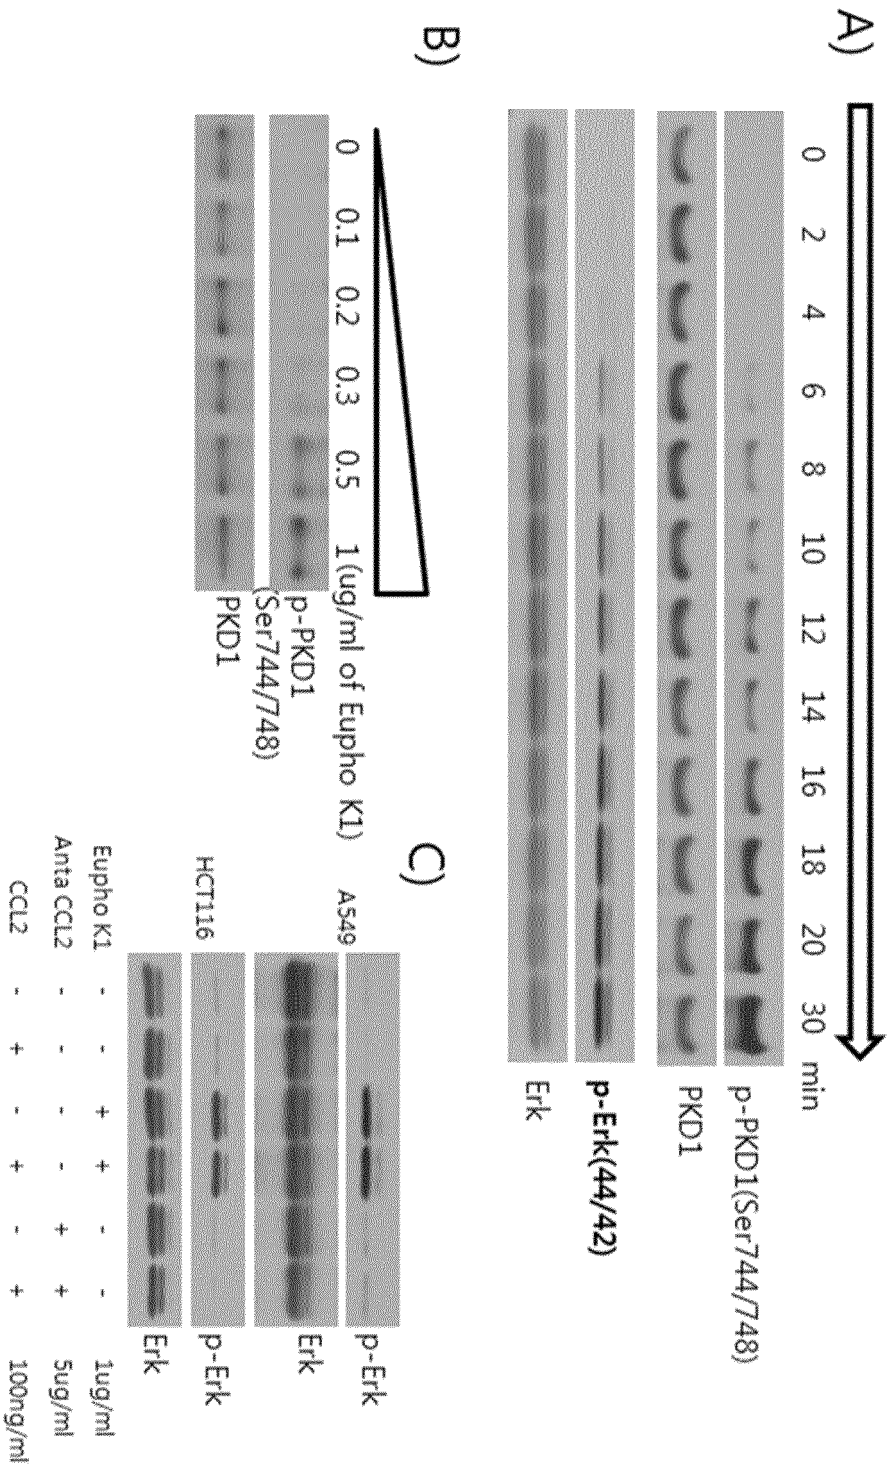 A)
0 2 4 6 8 10 12 14 16 18 20 30 min
p-PKD1(Ser744/748)
PKD1
p-Erk(44/42)
Erk
B)
0 0.1 0.2 0.3 0.5 1 (ug/ml of Eupho K1)
p-PKD1
(Ser744/748)
PKD1
C)
A549
p-Erk
Erk
HCT116
p-Erk
Erk
Eupho K1 - - + + - - 1ug/ml
Anta CCL2 - - - - + + 5ug/ml
CCL2 - + - + - + 100ng/ml